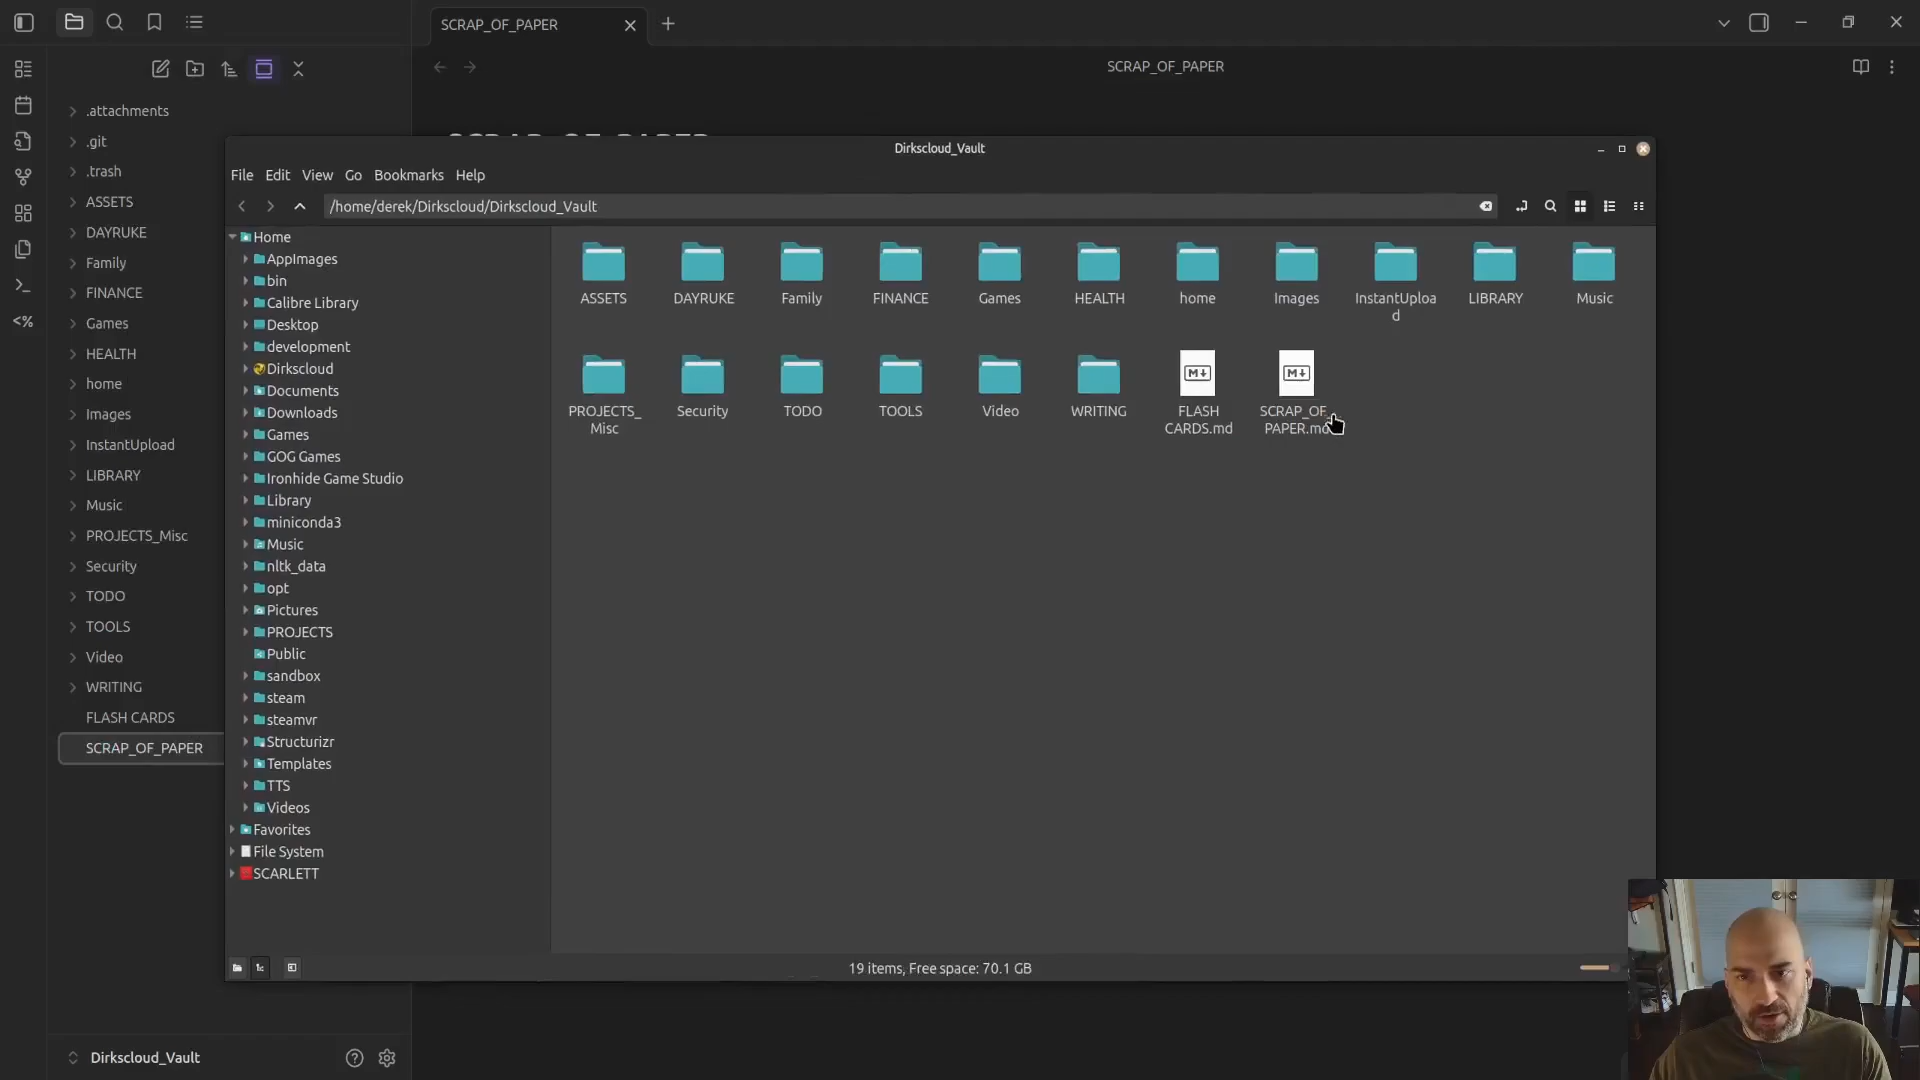 SCRAP_OF_PAPER
SCRAP_OF_PAPER
.attachments
.git
.trash
ASSETS
DAYRUKE
Family
FINANCE
Games
HEALTH
home
Images
InstantUpload
LIBRARY
Music
PROJECTS_Misc
Security
TODO
TOOLS
Video
WRITING
FLASH CARDS
SCRAP_OF_PAPER
Dirkscloud_Vault
SCRAP_OF_PAPER
Dirkscloud_Vault
File Edit View Go Bookmarks Help
/home/derek/Dirkscloud/Dirkscloud_Vault
Home
AppImages
bin
Calibre Library
Desktop
development
Dirkscloud
Documents
Downloads
Games
GOG Games
Ironhide Game Studio
Library
miniconda3
Music
nltk_data
opt
Pictures
PROJECTS
Public
sandbox
steam
steamvr
Structurizr
Templates
TTS
Videos
Favorites
File System
SCARLETT
ASSETS DAYRUKE Family FINANCE Games HEALTH home Images InstantUploa LIBRARY Music
d
PROJECTS_ Security TODO TOOLS Video WRITING FLASH SCRAP_OF_
Misc CARDS.md PAPER.md
19 items, Free space: 70.1 GB